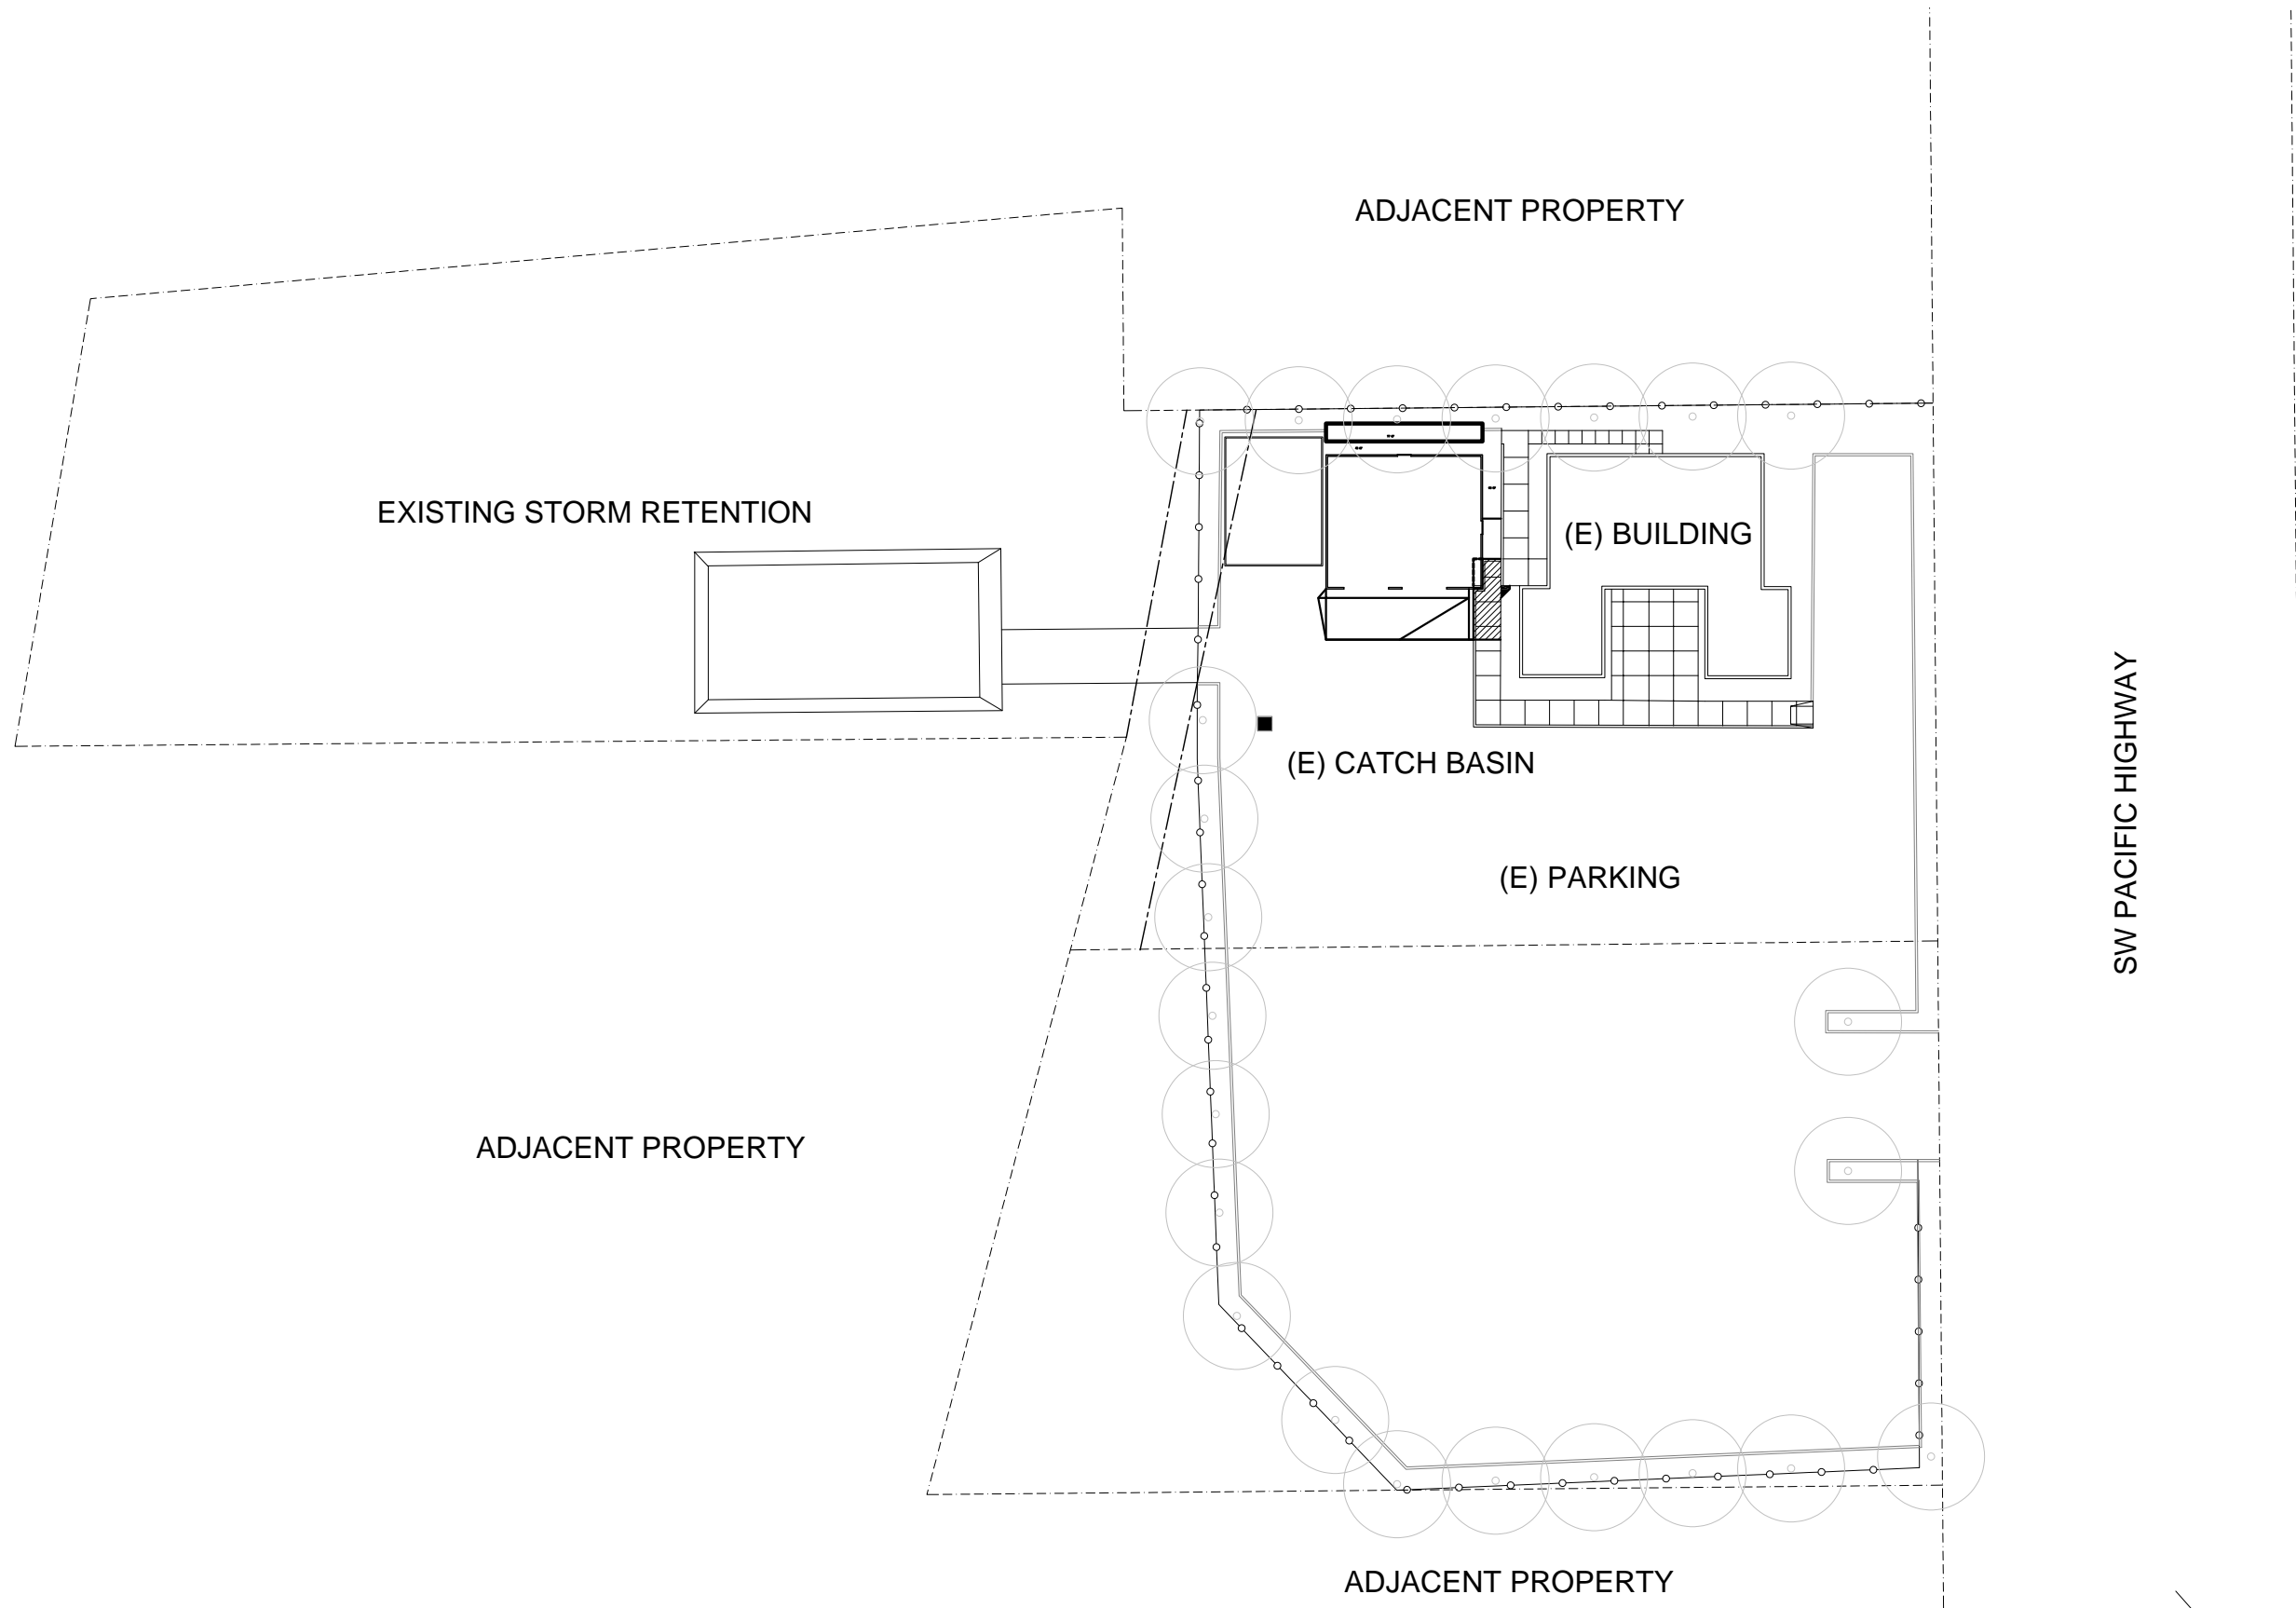 ADJACENT PROPERTY
EXISTING STORM RETENTION
(E) BUILDING
(E) CATCH BASIN
(E) PARKING
SW PACIFIC HIGHWAY
ADJACENT PROPERTY
ADJACENT PROPERTY